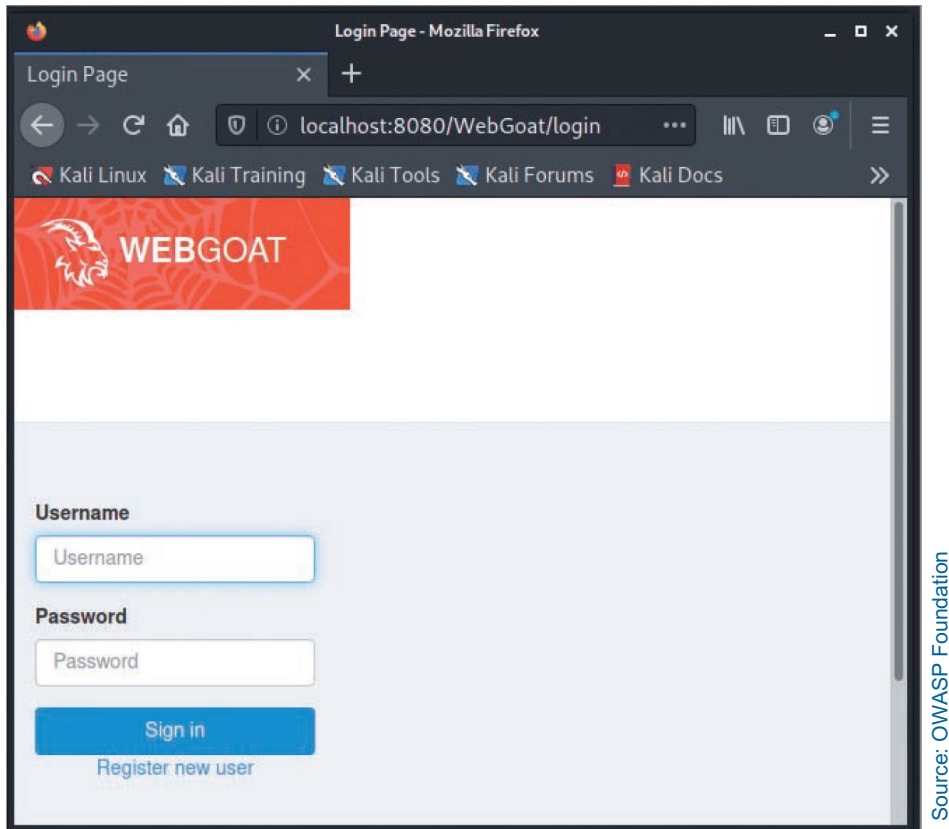 Login Page - Mozilla Firefox
Login Page
localhost:8080/WebGoat/login
Kali Linux Kali Training Kali Tools Kali Forums Kali Docs
WEBGOAT
Username
Username
Password
Password
Sign in
Register new user
Source: OWASP Foundation